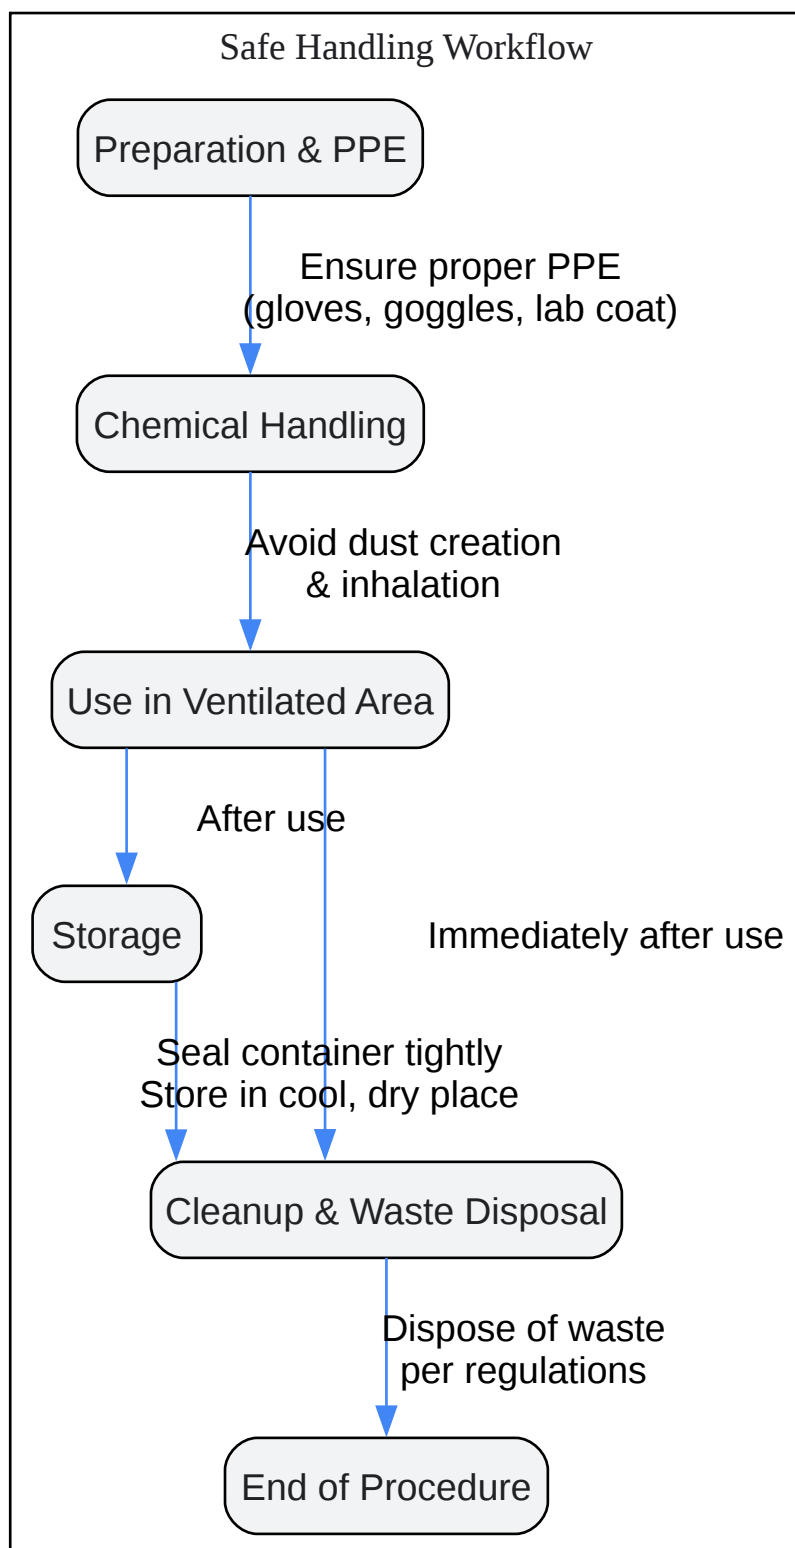 Safe Handling Workflow
Preparation & PPE
Ensure proper PPE
(gloves, goggles, lab coat)
Chemical Handling
Avoid dust creation
& inhalation
Use in Ventilated Area
After use
Storage
Immediately after use
Seal container tightly
Store in cool, dry place
Cleanup & Waste Disposal
Dispose of waste
per regulations
End of Procedure